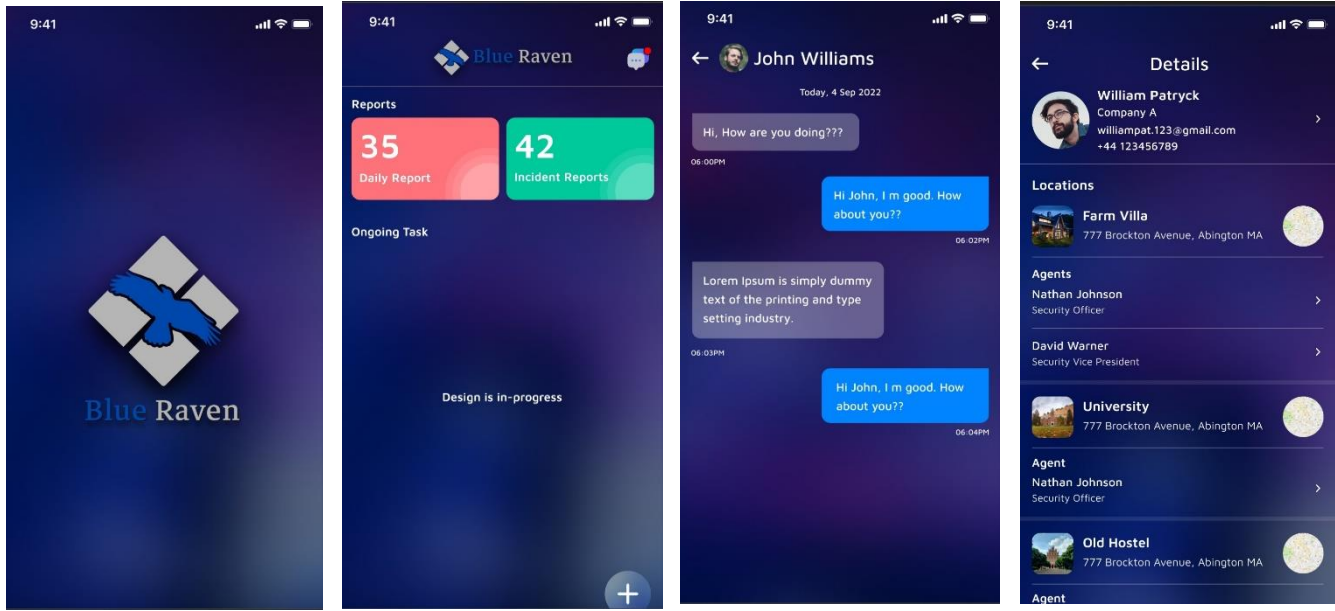 9:41
Blue Raven
9:41
Blue Raven
Reports
35
Daily Report
42
Incident Reports
Ongoing Task
Design is in-progress
+
9:41
John Williams
Today, 4 Sep 2022
Hi, How are you doing???
06:00PM
Hi John, I m good. How
about you??
06:02PM
Lorem Ipsum is simply dummy
text of the printing and type
setting industry.
06:03PM
Hi John, I m good. How
about you??
06:04PM
9:41
Details
William Patryck
Company A
williampat.123@gmail.com
+44 123456789
Locations
Farm Villa
777 Brockton Avenue, Abington MA
Agents
Nathan Johnson
Security Officer
David Warner
Security Vice President
University
777 Brockton Avenue, Abington MA
Agent
Nathan Johnson
Security Officer
Old Hostel
777 Brockton Avenue, Abington MA
Agent